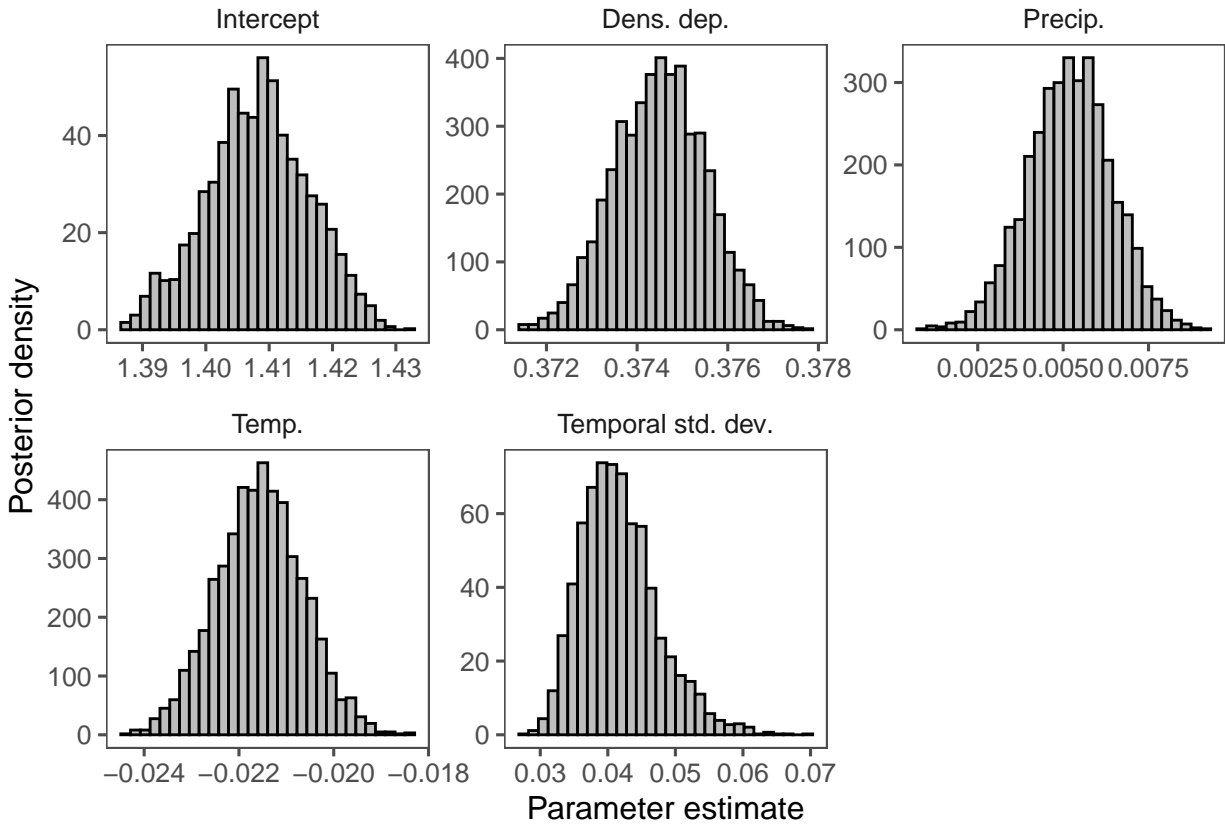 Intercept
Dens. dep.
Precip.
40
20
0
400
300
200
100
0
300
200
100
0
1.39 1.40 1.41 1.42 1.43
0.372 0.374 0.376 0.378
0.0025 0.0050 0.0075
Posterior density
Temp.
Temporal std. dev.
400
300
200
100
0
60
40
20
0
−0.024 −0.022 −0.020 −0.018
0.03 0.04 0.05 0.06 0.07
Parameter estimate